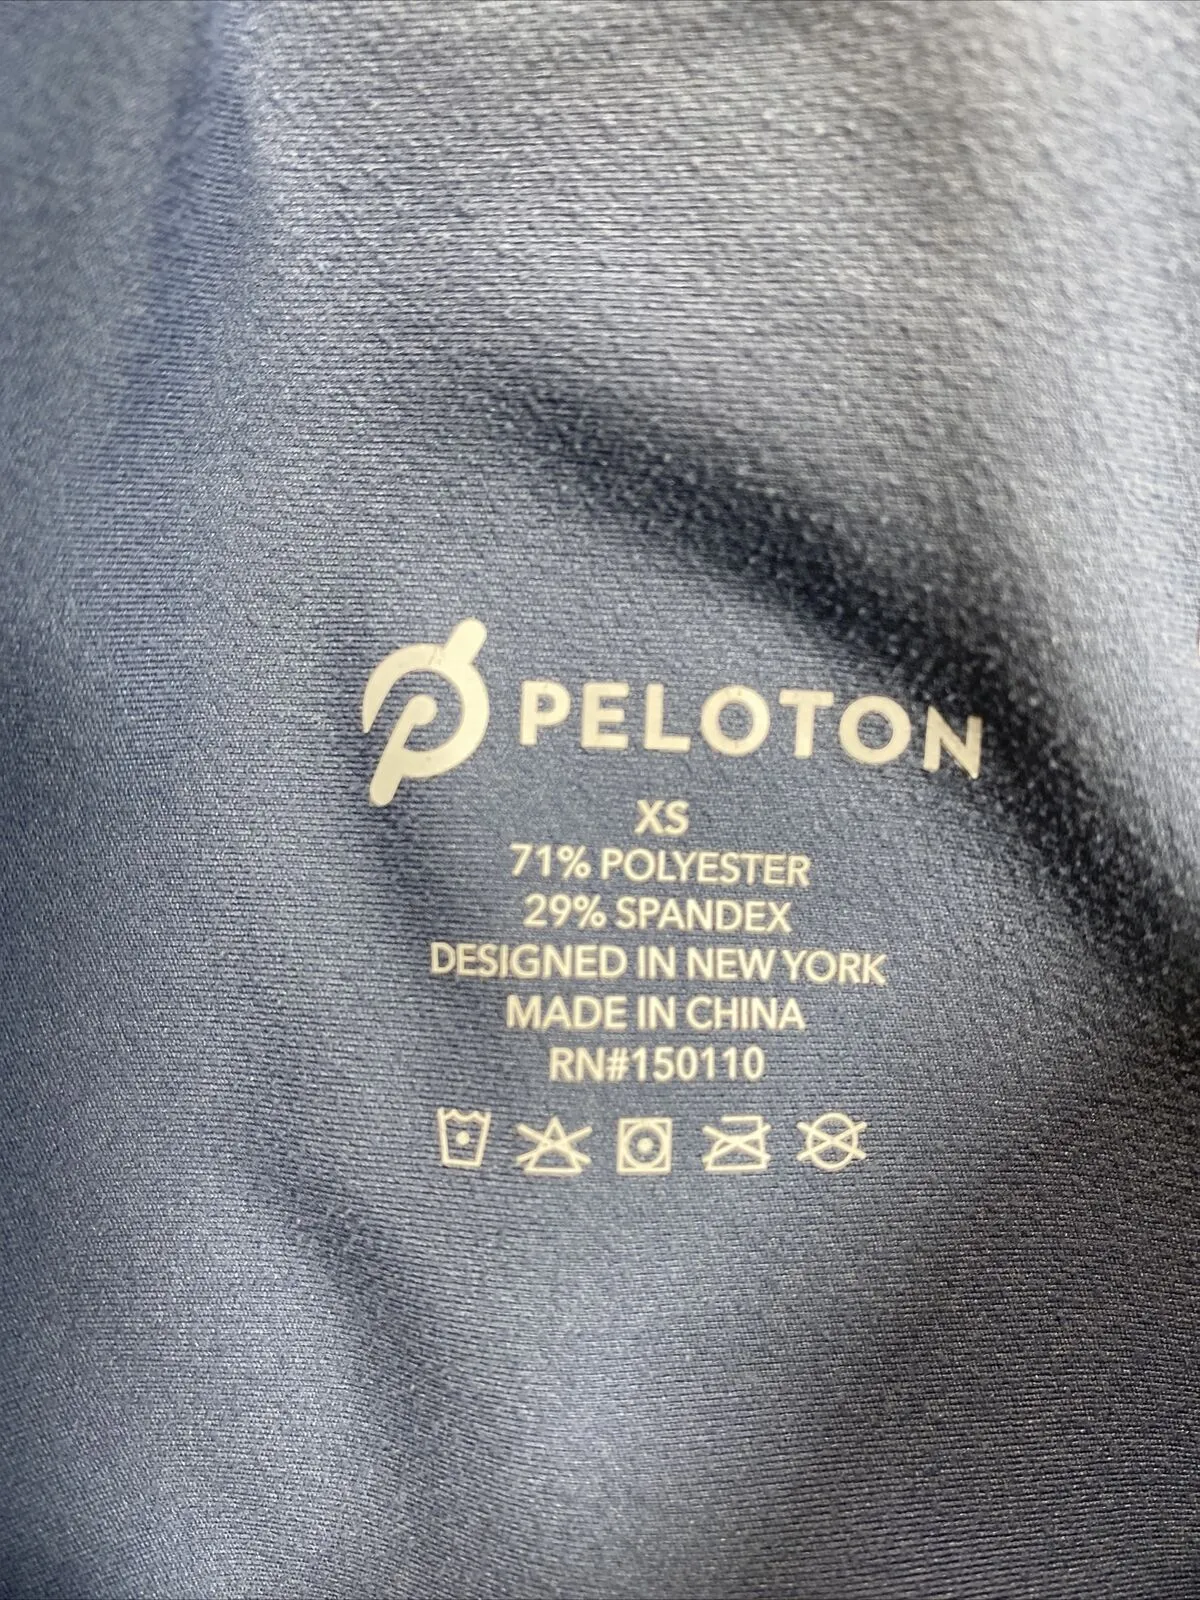 PELOTON
XS
71% POLYESTER
29% SPANDEX
DESIGNED IN NEW YORK
MADE IN CHINA
RN#150110